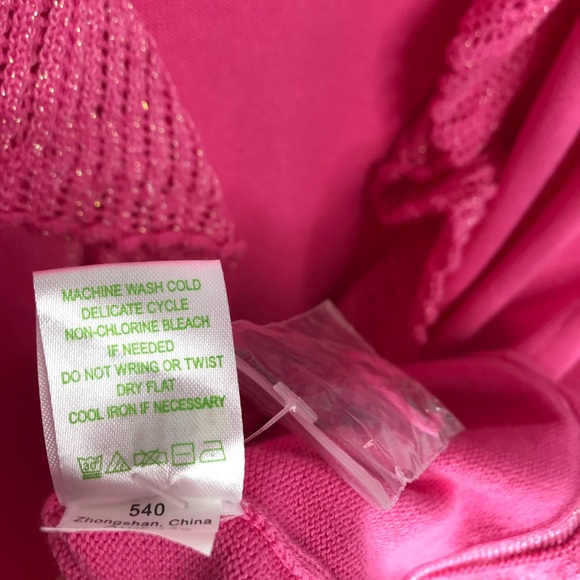 MACHINE WASH COLD
DELICATE CYCLE
NON-CHLORINE BLEACH
IF NEEDED
DO NOT WRING OR TWIST
DRY FLAT
COOL IRON IF NECESSARY
540
Zhongshan, China